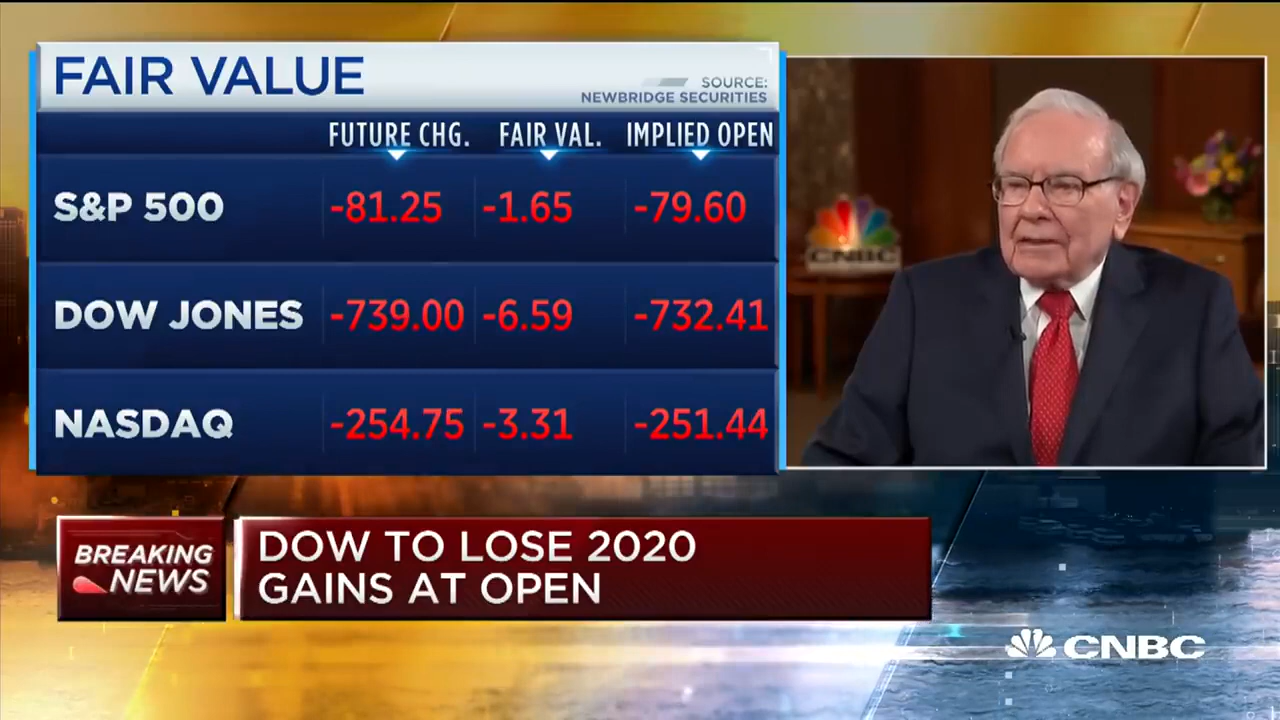 FAIR VALUE
SOURCE:
NEWBRIDGE SECURITIES
FUTURE CHG. FAIR VAL. IMPLIED OPEN
S&P 500 -81.25 -1.65 -79.60
DOW JONES -739.00 -6.59 -732.41
NASDAQ -254.75 -3.31 -251.44
CNBC
BREAKING NEWS
DOW TO LOSE 2020
GAINS AT OPEN
CNBC